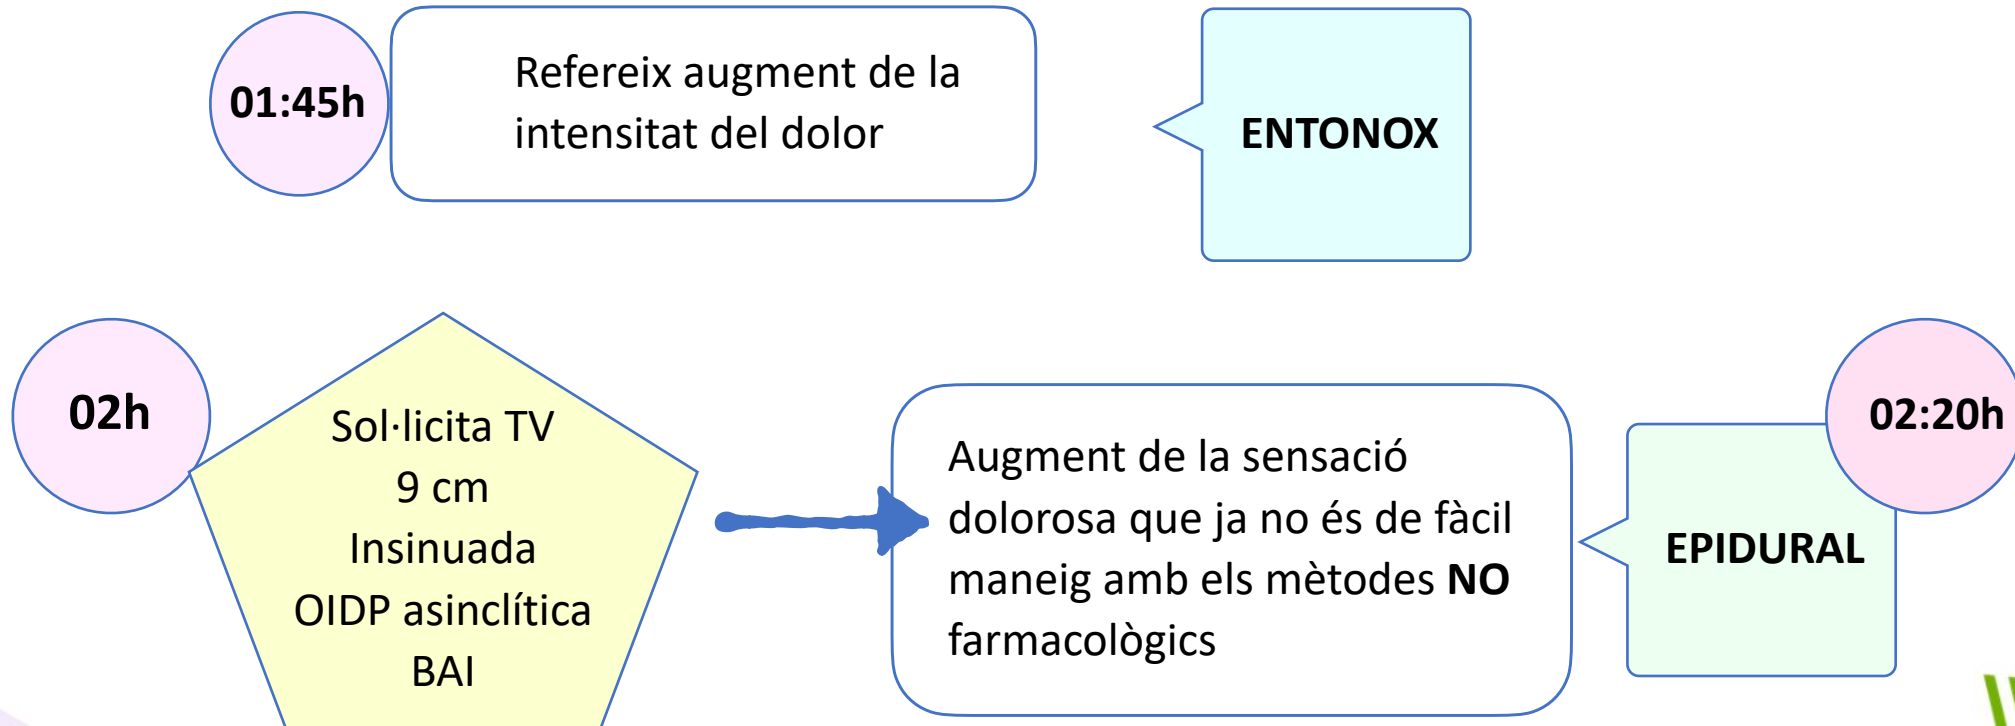 01:45h
Refereix augment de la
intensitat del dolor
ENTONOX
02h
Sol·licita TV
9 cm
Insinuada
OIDP asinclítica
BAI
Augment de la sensació
dolorosa que ja no és de fàcil
maneig amb els mètodes NO
farmacològics
02:20h
EPIDURAL